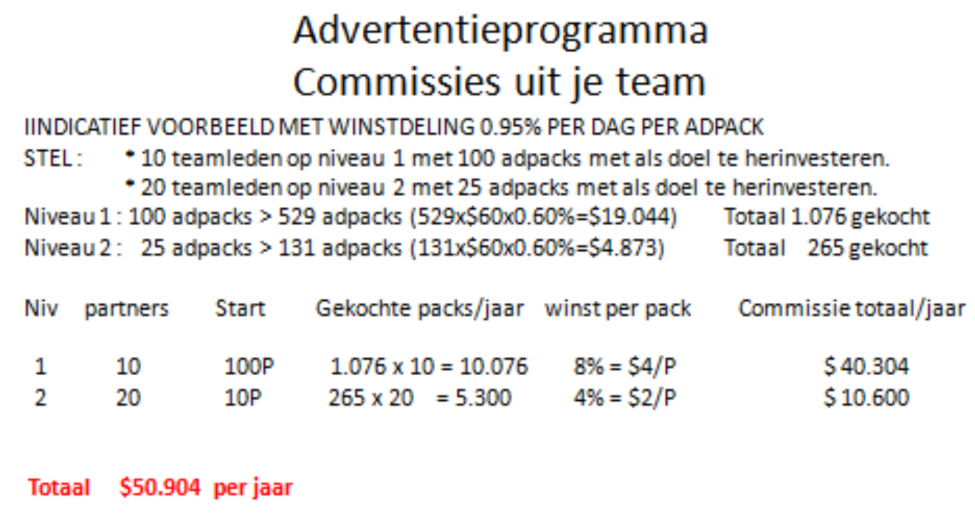 Advertentieprogramma
Commissies uit je team
IINDICATIEF VOORBEELD MET WINSTDELING 0.95% PER DAG PER ADPACK
STEL : * 10 teamleden op niveau 1 met 100 adpacks met als doel te herinvesteren.
* 20 teamleden op niveau 2 met 25 adpacks met als doel te herinvesteren.
Niveau 1 : 100 adpacks > 529 adpacks (529x$60x0.60%=$19.044) Totaal 1.076 gekocht
Niveau 2 : 25 adpacks > 131 adpacks (131x$60x0.60%=$4.873) Totaal 265 gekocht
Niv partners Start Gekochte packs/jaar winst per pack Commissie totaal/jaar
1 10 100P 1.076 x 10 = 10.076 8% = $4/P $ 40.304
2 20 10P 265 x 20 = 5.300 4% = $2/P $ 10.600
Totaal $50.904 per jaar